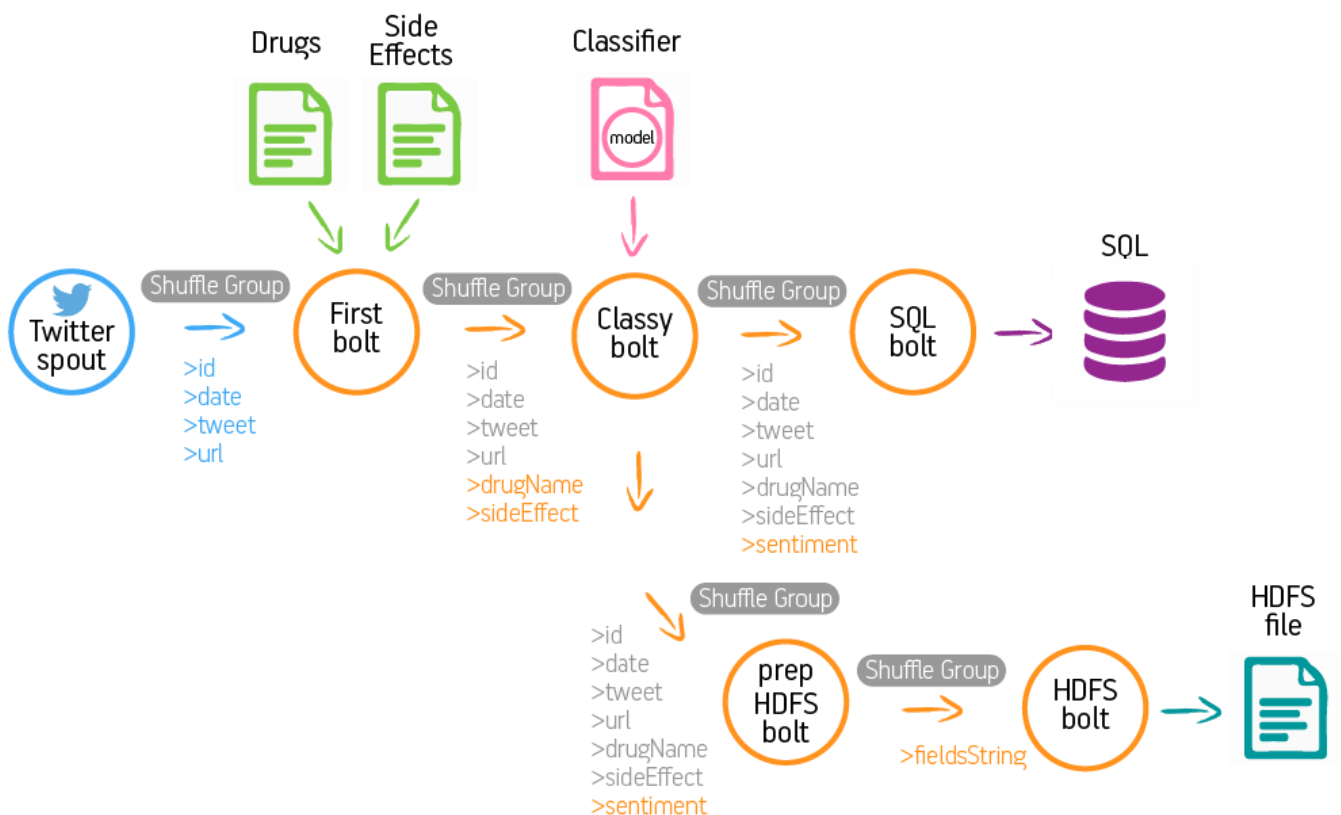 Drugs
Side
Effects
Classifier
model
SQL
Twitter
spout
Shuffle Group
>id
>date
>tweet
>url
First
bolt
Shuffle Group
>id
>date
>tweet
>url
>drugName
>sideEffect
Classy
bolt
Shuffle Group
>id
>date
>tweet
>url
>drugName
>sideEffect
>sentiment
SQL
bolt
Shuffle Group
>id
>date
>tweet
>url
>drugName
>sideEffect
>sentiment
prep
HDFS
bolt
Shuffle Group
>fieldsString
HDFS
bolt
HDFS
file